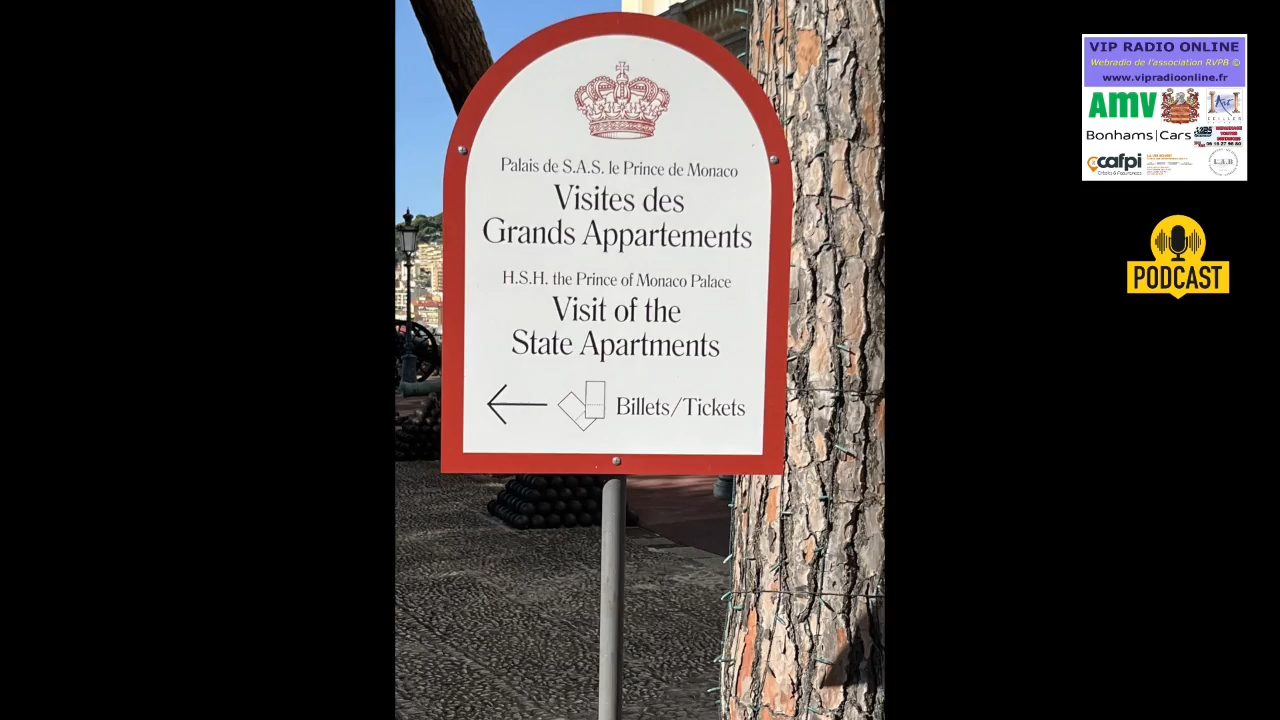 Palais de S.A.S. le Prince de Monaco
Visites des
Grands Appartements
H.S.H. the Prince of Monaco Palace
Visit of the
State Apartments
Billets/Tickets
VIP RADIO ONLINE
Webradio de l'association RVPB ©
www.vipradioonline.fr
AMV
Bonhams|Cars
cafpi
L.A.B
PODCAST